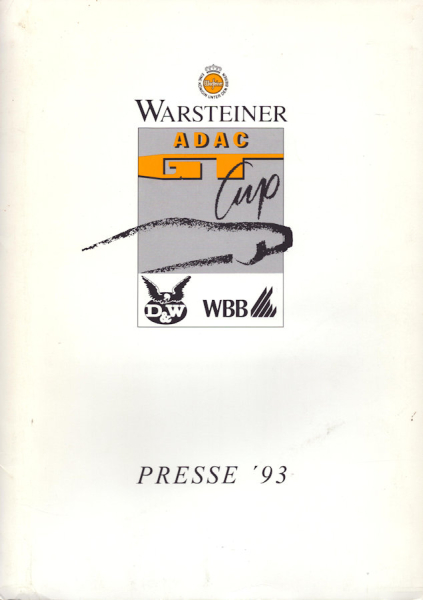 WARSTEINER
ADAC
GT
Cup
D&W
WBB
PRESSE '93